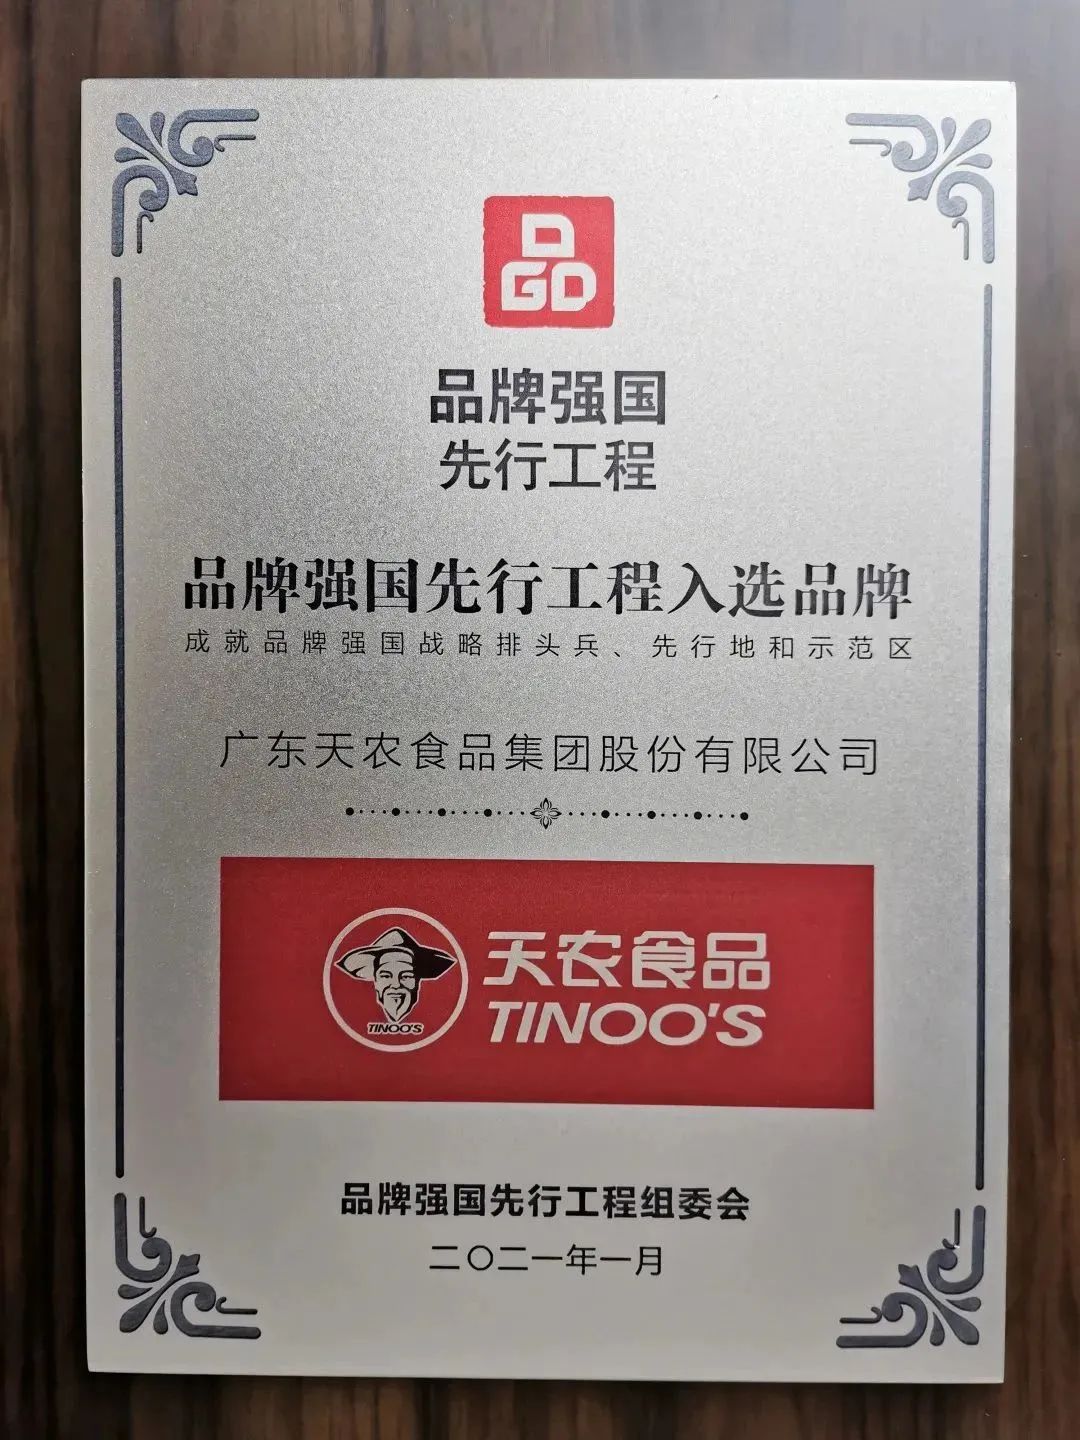 D
GD
品牌强国
先行工程
品牌强国先行工程入选品牌
成就品牌强国战略排头兵、先行地和示范区
广东天农食品集团股份有限公司
天农食品
TINOO'S
TINOO'S
品牌强国先行工程组委会
二〇二一年一月